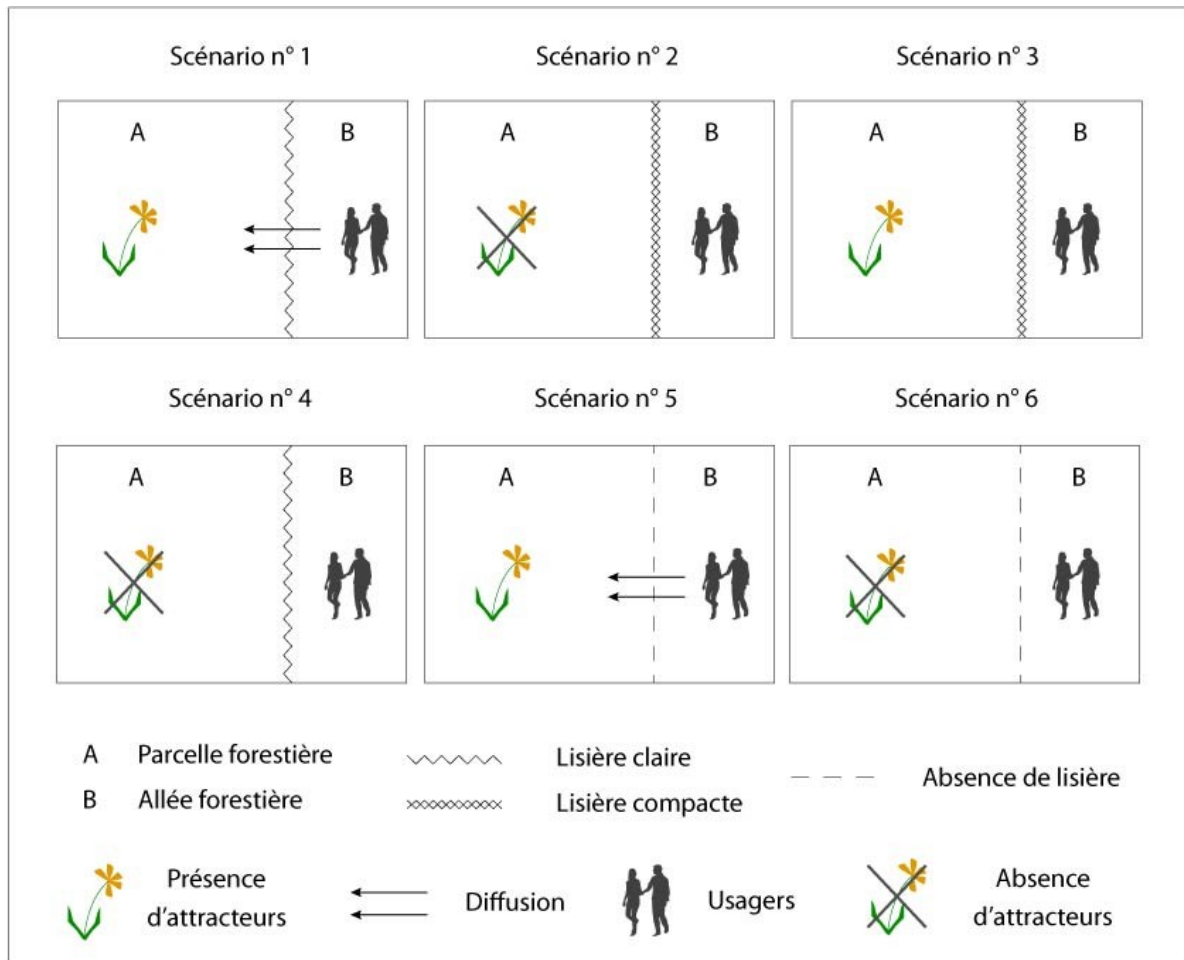 Scénario n° 1
Scénario n° 2
Scénario n° 3
A
B
A
B
A
B
Scénario n° 4
Scénario n° 5
Scénario n° 6
A
B
A
B
A
B
A Parcelle forestière
Lisière claire
Absence de lisière
B Allée forestière
Lisière compacte
Présence
d'attracteurs
Diffusion
Usagers
Absence
d'attracteurs